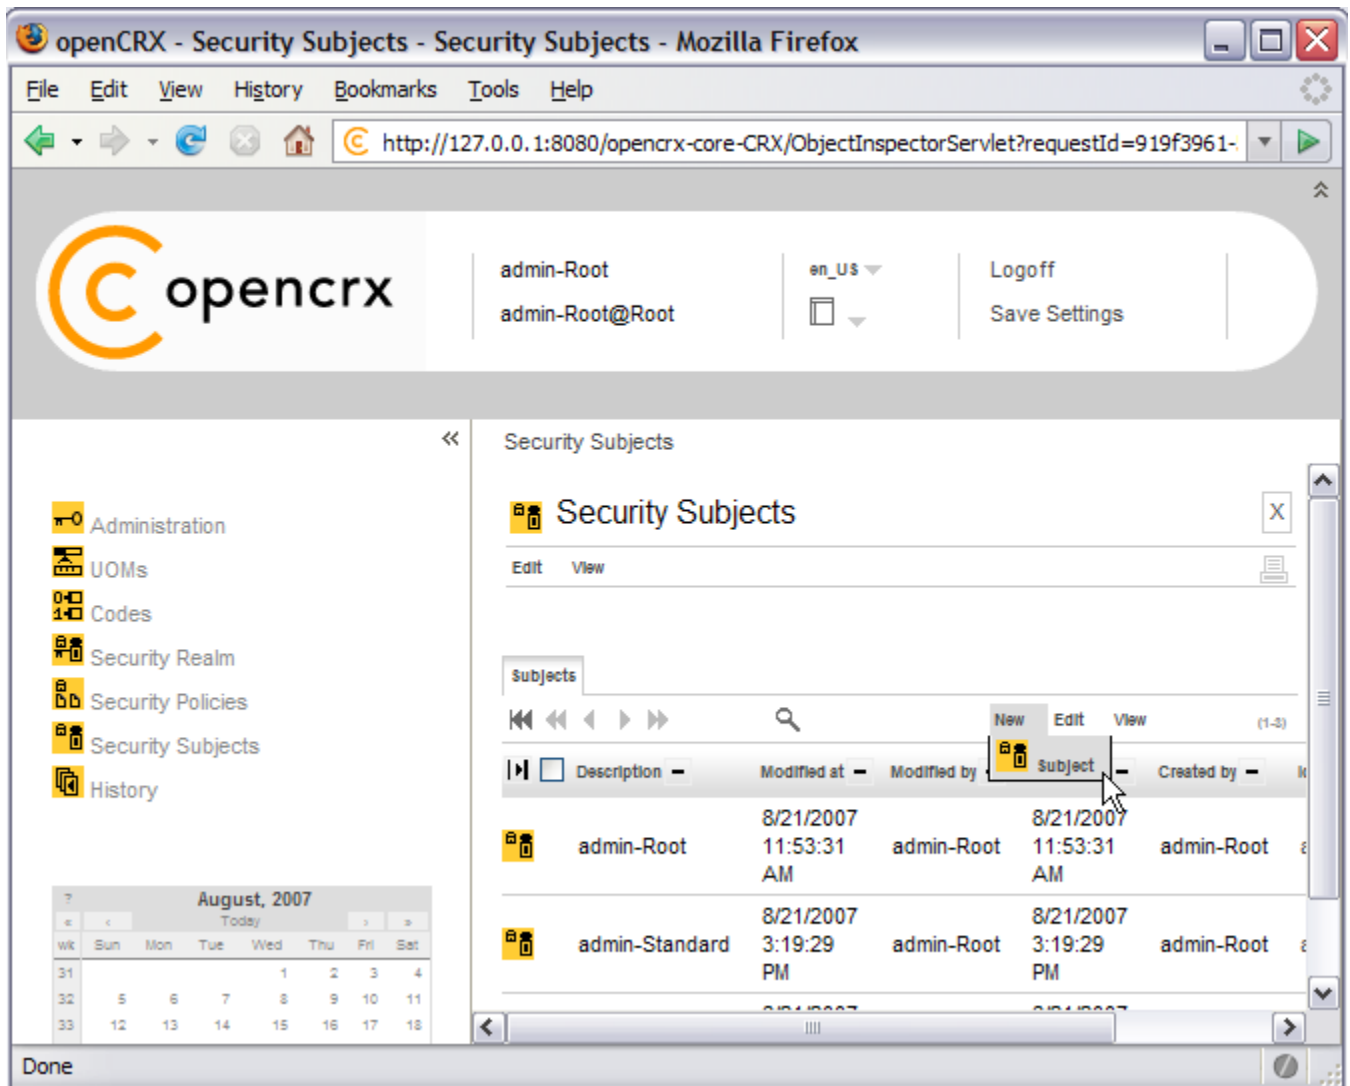 openCRX - Security Subjects - Security Subjects - Mozilla Firefox
File Edit View History Bookmarks Tools Help
http://127.0.0.1:8080/opencrx-core-CRX/ObjectInspectorServlet?requestId=919f3961-
opencrx
admin-Root en_US Logoff
admin-Root@Root Save Settings
Security Subjects
Security Subjects X
Edit View
Administration
UOMs
Codes
Security Realm
Security Policies
Security Subjects
History
Subjects
New Edit View (1-3)
Subject
Description Modified at Modified by Created by
admin-Root 8/21/2007 11:53:31 AM admin-Root 8/21/2007 11:53:31 AM admin-Root
admin-Standard 8/21/2007 3:19:29 PM admin-Root 8/21/2007 3:19:29 PM admin-Root
? August, 2007
« ‹ Today › »
wk Sun Mon Tue Wed Thu Fri Sat
31 1 2 3 4
32 5 6 7 8 9 10 11
33 12 13 14 15 16 17 18
Done